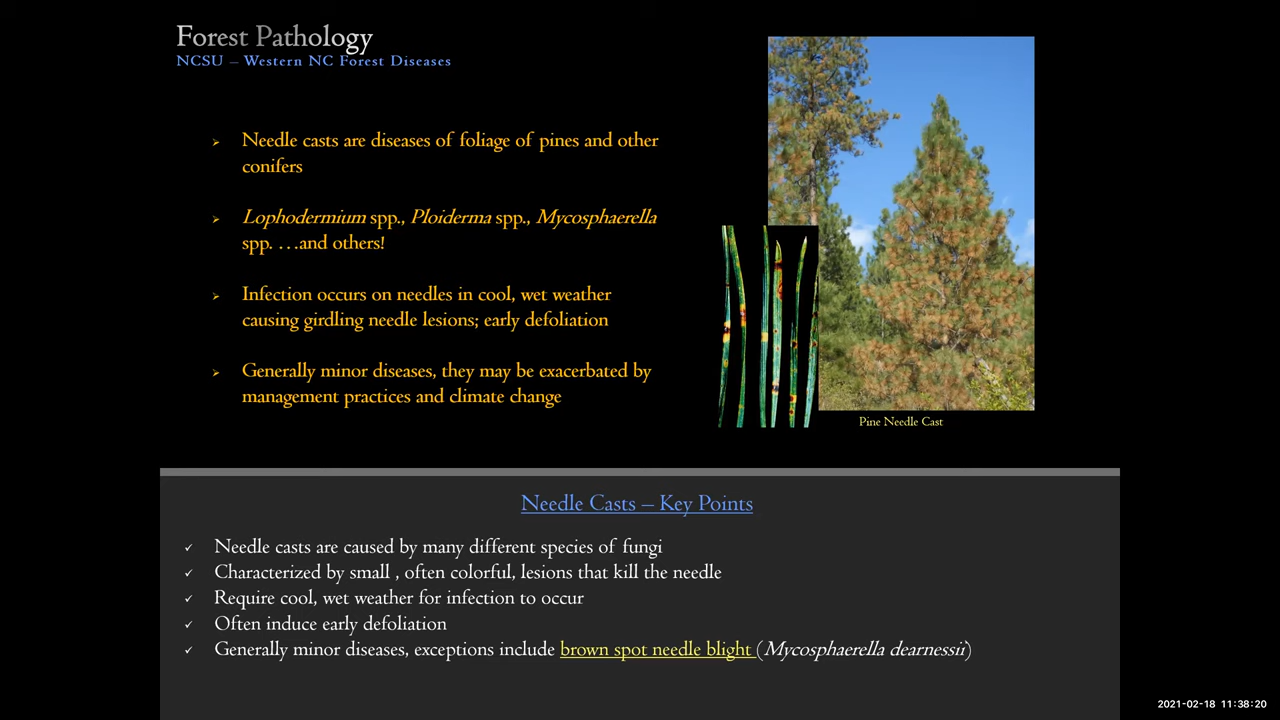 Forest Pathology
NCSU – Western NC Forest Diseases
Needle casts are diseases of foliage of pines and other
conifers
Lophodermium spp., Ploiderma spp., Mycosphaerella
spp. …and others!
Infection occurs on needles in cool, wet weather
causing girdling needle lesions; early defoliation
Generally minor diseases, they may be exacerbated by
management practices and climate change
Pine Needle Cast
Needle Casts – Key Points
Needle casts are caused by many different species of fungi
Characterized by small , often colorful, lesions that kill the needle
Require cool, wet weather for infection to occur
Often induce early defoliation
Generally minor diseases, exceptions include brown spot needle blight (Mycosphaerella dearnessii)
2021-02-18 11:38:20